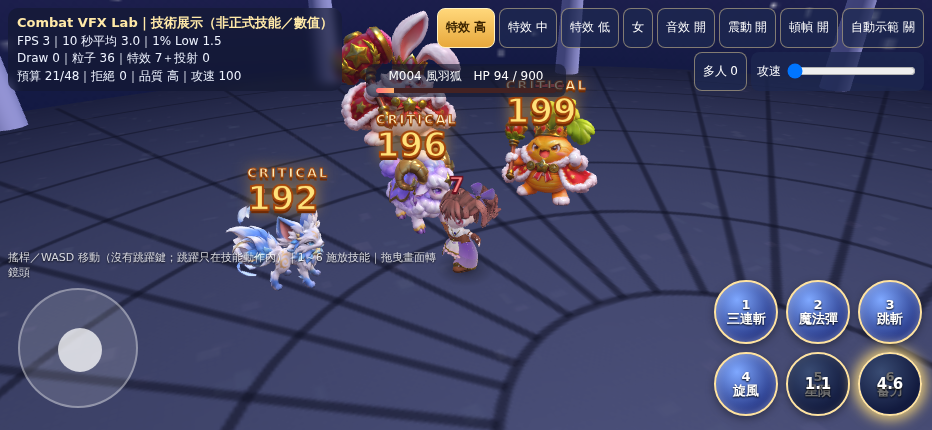 Combat VFX Lab｜技術展示（非正式技能／數值）
FPS 3｜10 秒平均 3.0｜1% Low 1.5
Draw 0｜粒子 36｜特效 7＋投射 0
預算 21/48｜拒絕 0｜品質 高｜攻速 100
特效 高
特效 中
特效 低
女
音效 開
震動 開
頓幀 開
自動示範 關
多人 0
攻速
M004 風羽狐 HP 94 / 900
CRITICAL
199
CRITICAL
196
CRITICAL
192
7
搖桿／WASD 移動（沒有跳躍鍵；跳躍只在技能動作內）｜1–6 施放技能｜拖曳畫面轉
鏡頭
1
三連斬
2
魔法彈
3
跳斬
4
旋風
5
1.1
星隕
6
4.6
蓄力